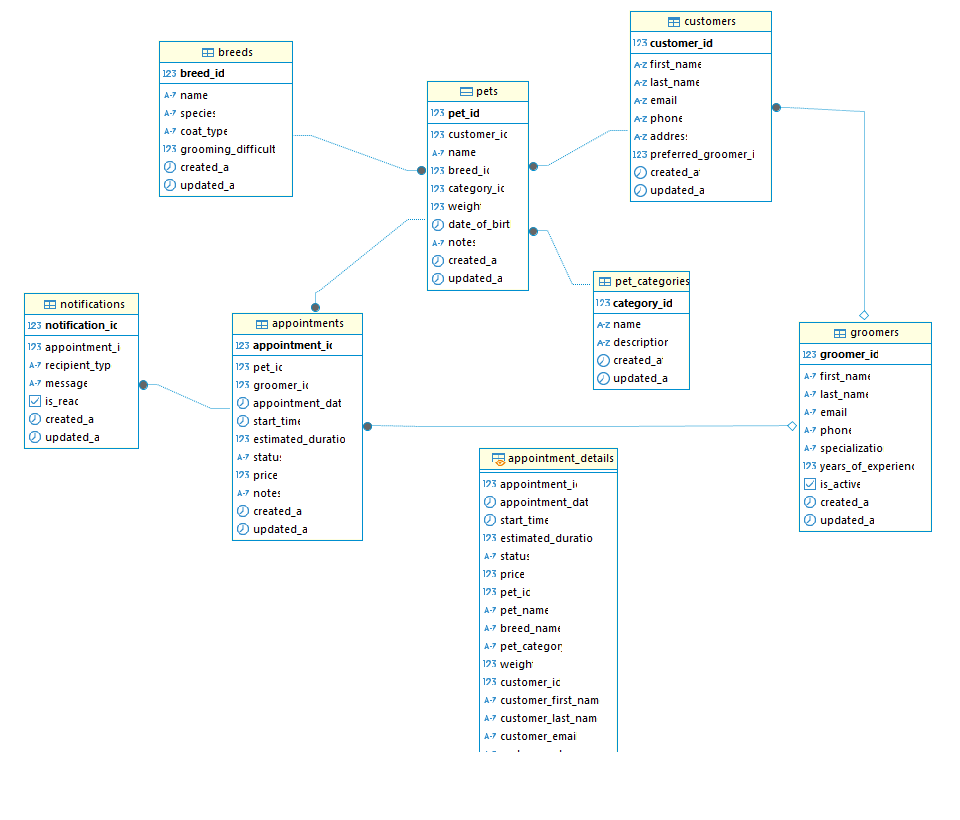 breeds
123 breed_id
A-Z name
A-Z species
A-Z coat_type
123 grooming_difficult
created_a
updated_a
pets
123 pet_id
123 customer_ic
A-Z name
123 breed_ic
123 category_ic
123 weigh
date_of_birt
A-Z notes
created_a
updated_a
customers
123 customer_id
A-Z first_name
A-Z last_name
A-Z email
A-Z phone
A-Z address
123 preferred_groomer_i
created_a
updated_a
pet_categories
123 category_id
A-Z name
A-Z description
created_a
updated_a
notifications
123 notification_ic
123 appointment_i
A-Z recipient_typ
A-Z message
is_reac
created_a
updated_a
appointments
123 appointment_ic
123 pet_ic
123 groomer_ic
appointment_dat
start_time
123 estimated_duratio
A-Z status
123 price
A-Z notes
created_a
updated_a
groomers
123 groomer_id
A-Z first_name
A-Z last_name
A-Z email
A-Z phone
A-Z specializatio
123 years_of_experienc
is_active
created_a
updated_a
appointment_details
123 appointment_ic
appointment_dat
start_time
123 estimated_duratio
A-Z status
123 price
123 pet_ic
A-Z pet_name
A-Z breed_name
A-Z pet_categor
123 weigh
123 customer_ic
A-Z customer_first_nam
A-Z customer_last_nam
A-Z customer_emai